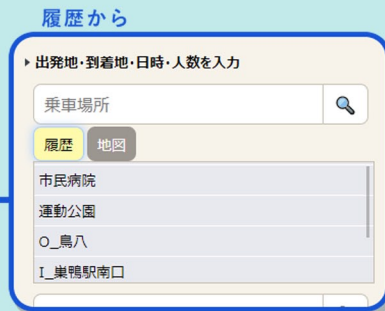 履歴から
出発地・到着地・日時・人数を入力
乗車場所
履歴 地図
市民病院
運動公園
O_鳥八
I_巣鴨駅南口